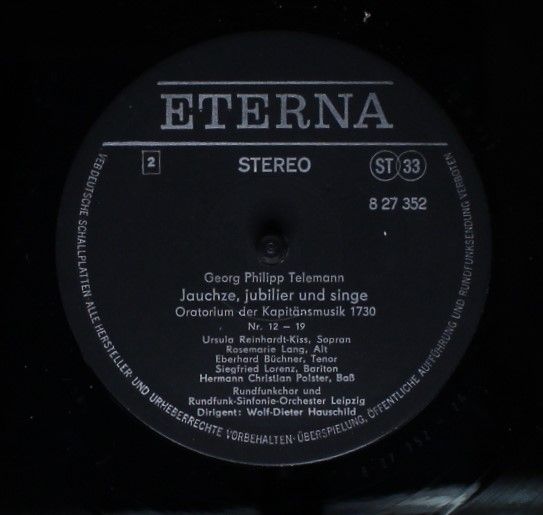 ETERNA
2 STEREO ST 33
8 27 352
Georg Philipp Telemann
Jauchze, jubilier und singe
Oratorium der Kapitänsmusik 1730
Nr. 12 – 19
Ursula Reinhardt-Kiss, Sopran
Rosemarie Lang, Alt
Eberhard Büchner, Tenor
Siegfried Lorenz, Bariton
Hermann Christian Polster, Baß
Rundfunkchor und
Rundfunk-Sinfonie-Orchester Leipzig
Dirigent: Wolf-Dieter Hauschild
VEB DEUTSCHE SCHALLPLATTEN · ALLE HERSTELLER- UND URHEBERRECHTE VORBEHALTEN · ÜBERSPIELUNG, ÖFFENTLICHE AUFFÜHRUNG UND RUNDFUNKSENDUNG VERBOTEN